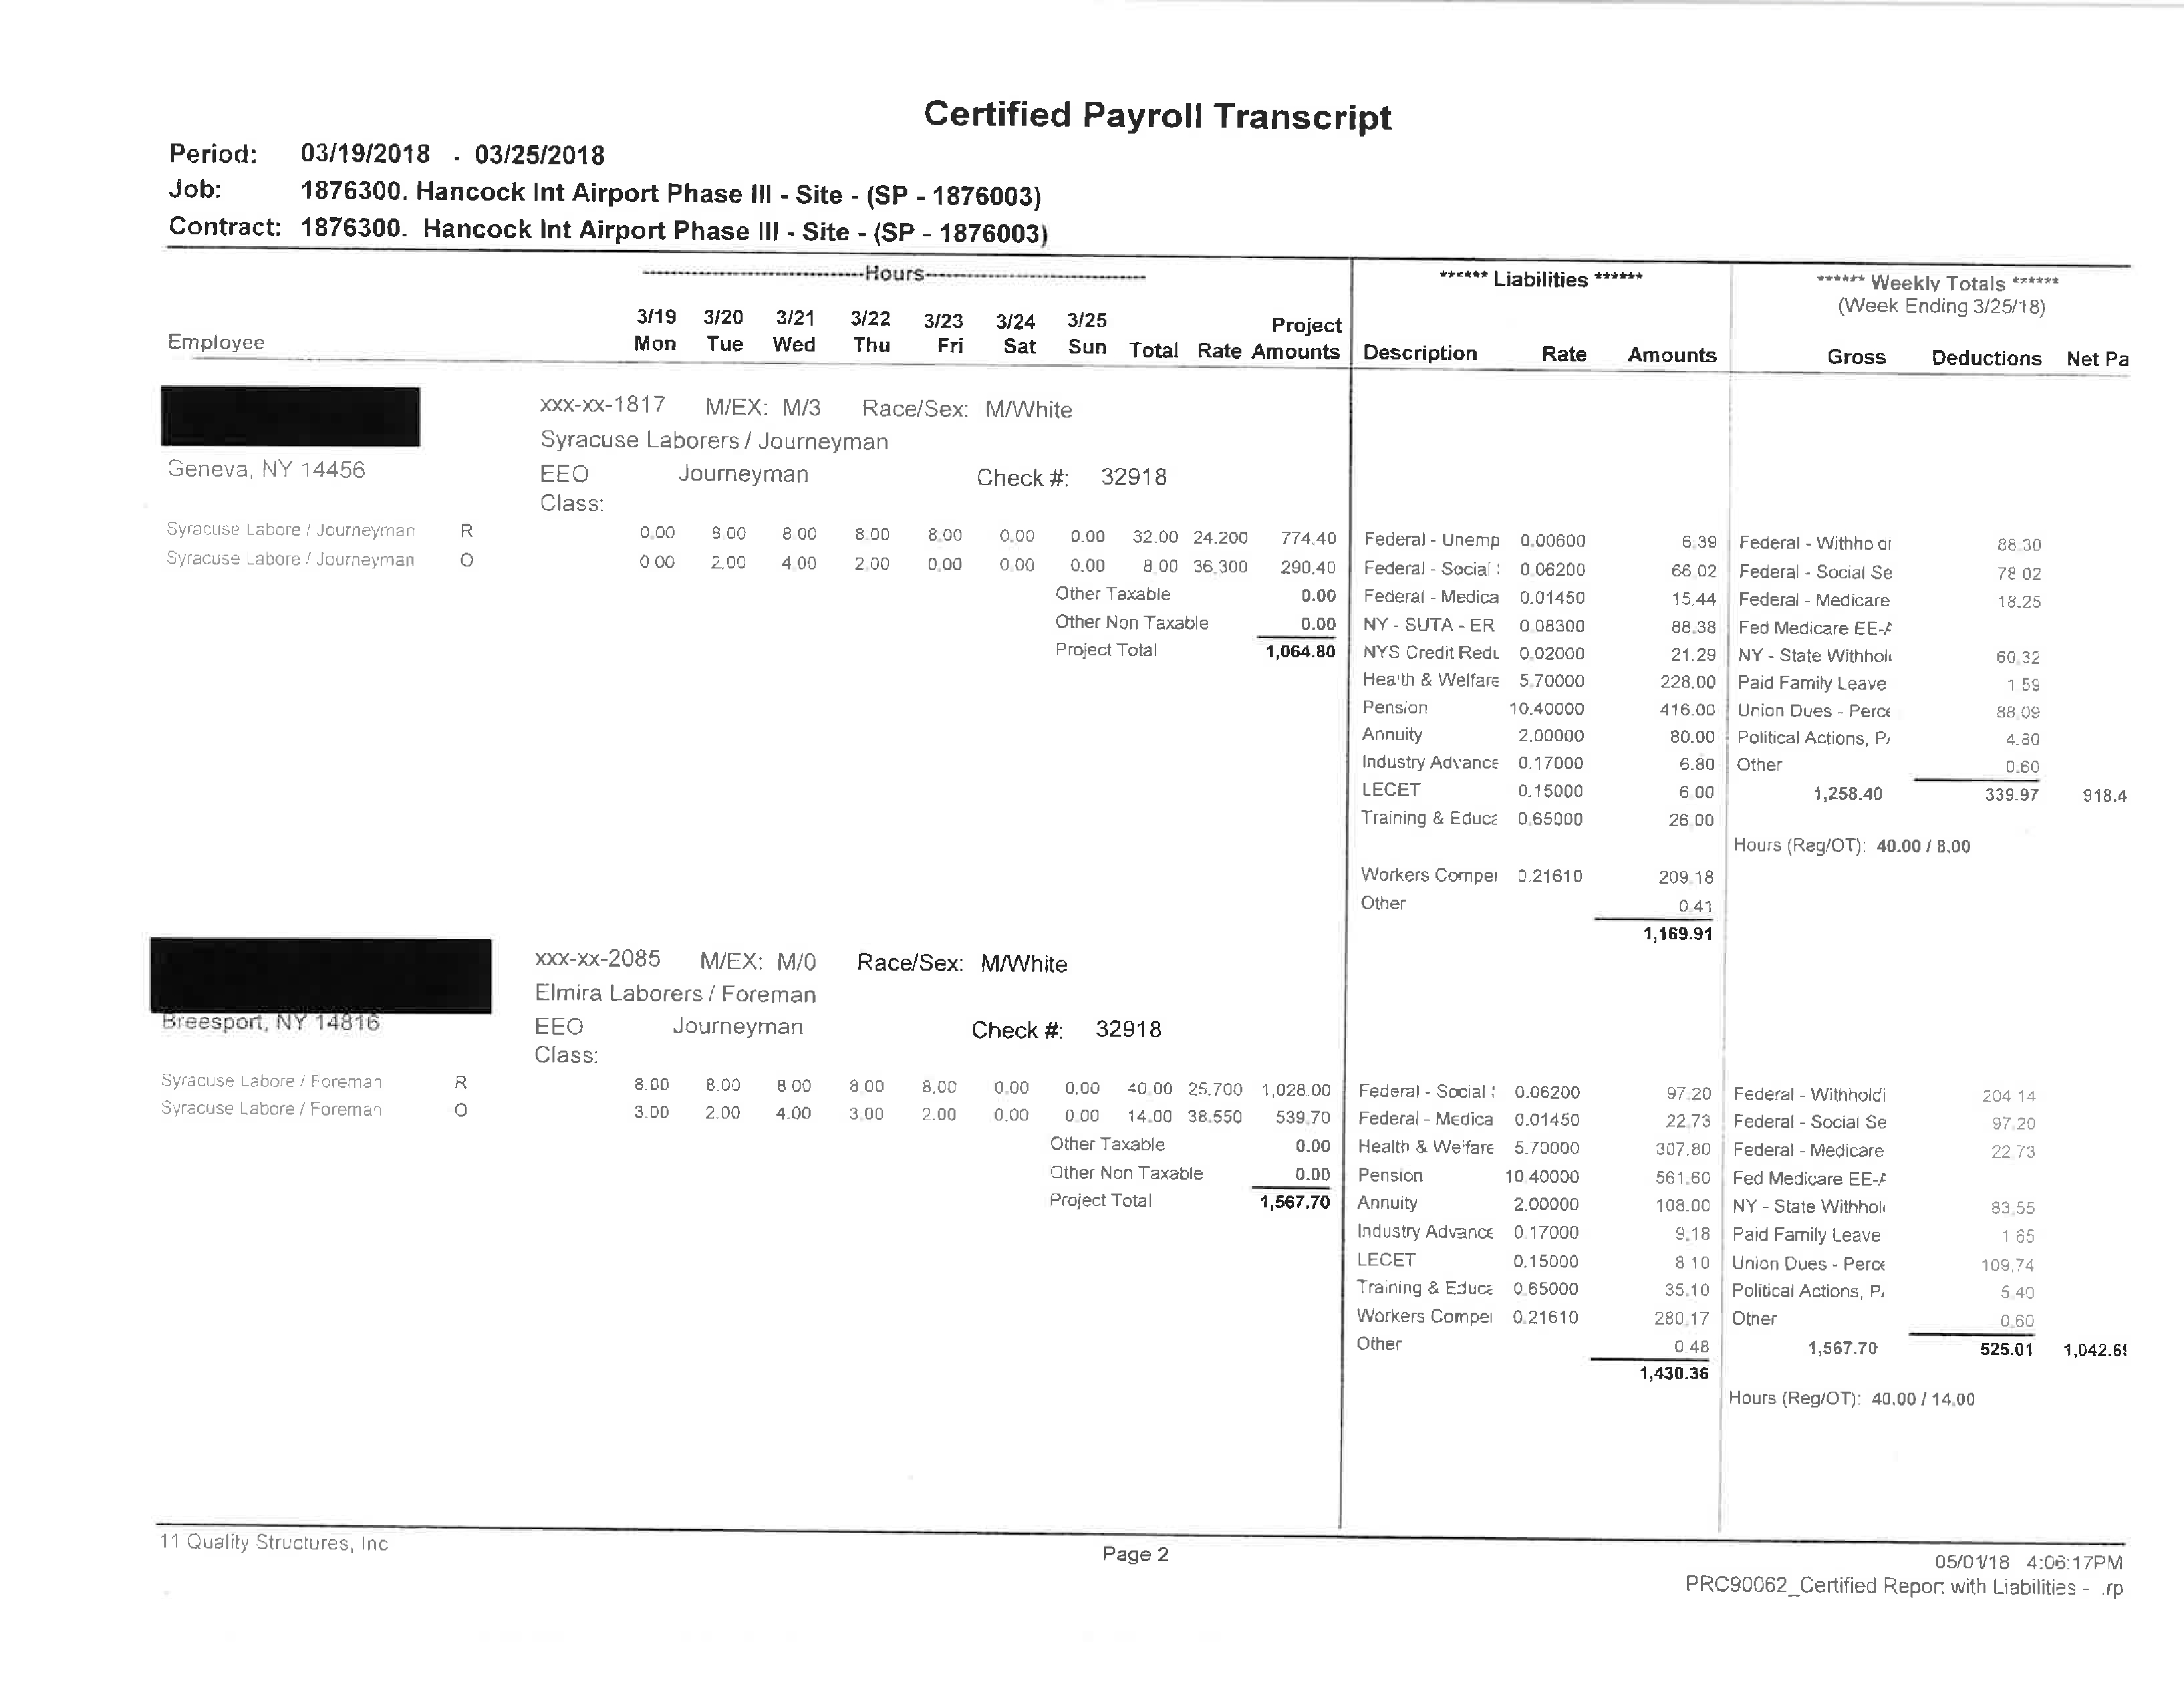 Certified Payroll Transcript
Period: 03/19/2018 - 03/25/2018
Job: 1876300. Hancock Int Airport Phase III - Site - (SP - 1876003)
Contract: 1876300. Hancock Int Airport Phase III - Site - (SP - 1876003)
Hours ****** Liabilities ****** ****** Weekly Totals ******
(Week Ending 3/25/18)
3/19 3/20 3/21 3/22 3/23 3/24 3/25 Project
Employee Mon Tue Wed Thu Fri Sat Sun Total Rate Amounts Description Rate Amounts Gross Deductions Net Pa
xxx-xx-1817 M/EX: M/3 Race/Sex: M/White
Syracuse Laborers / Journeyman
Geneva, NY 14456 EEO Journeyman Check #: 32918
Class:
Syracuse Labore / Journeyman R 0.00 8.00 8.00 8.00 8.00 0.00 0.00 32.00 24.200 774.40 Federal - Unemp 0.00600 6.39 Federal - Withholdi 88.30
Syracuse Labore / Journeyman O 0.00 2.00 4.00 2.00 0.00 0.00 0.00 8.00 36.300 290.40 Federal - Social : 0.06200 66.02 Federal - Social Se 78.02
Other Taxable 0.00 Federal - Medica 0.01450 15.44 Federal - Medicare 18.25
Other Non Taxable 0.00 NY - SUTA - ER 0.08300 88.38 Fed Medicare EE-A
Project Total 1,064.80 NYS Credit Redu 0.02000 21.29 NY - State Withhol 60.32
Health & Welfare 5.70000 228.00 Paid Family Leave 1.59
Pension 10.40000 416.00 Union Dues - Perce 88.09
Annuity 2.00000 80.00 Political Actions, P 4.80
Industry Advance 0.17000 6.80 Other 0.60
LECET 0.15000 6.00 1,258.40 339.97 918.4
Training & Educa 0.65000 26.00
Hours (Reg/OT): 40.00 / 8.00
Workers Compe 0.21610 209.18
Other 0.41
1,169.91
xxx-xx-2085 M/EX: M/0 Race/Sex: M/White
Elmira Laborers / Foreman
Breesport, NY 14816 EEO Journeyman Check #: 32918
Class:
Syracuse Labore / Foreman R 8.00 8.00 8.00 8.00 8.00 0.00 0.00 40.00 25.700 1,028.00 Federal - Social : 0.06200 97.20 Federal - Withholdi 204.14
Syracuse Labore / Foreman O 3.00 2.00 4.00 3.00 2.00 0.00 0.00 14.00 38.550 539.70 Federal - Medica 0.01450 22.73 Federal - Social Se 97.20
Other Taxable 0.00 Health & Welfare 5.70000 307.80 Federal - Medicare 22.73
Other Non Taxable 0.00 Pension 10.40000 561.60 Fed Medicare EE-A
Project Total 1,567.70 Annuity 2.00000 108.00 NY - State Withhol 83.55
Industry Advance 0.17000 9.18 Paid Family Leave 1.65
LECET 0.15000 8.10 Union Dues - Perce 109.74
Training & Educa 0.65000 35.10 Political Actions, P 5.40
Workers Compe 0.21610 280.17 Other 0.60
Other 0.48 1,567.70 525.01 1,042.69
1,430.36
Hours (Reg/OT): 40.00 / 14.00
11 Quality Structures, Inc Page 2 05/01/18 4:06:17PM
PRC90062_Certified Report with Liabilities - .rp